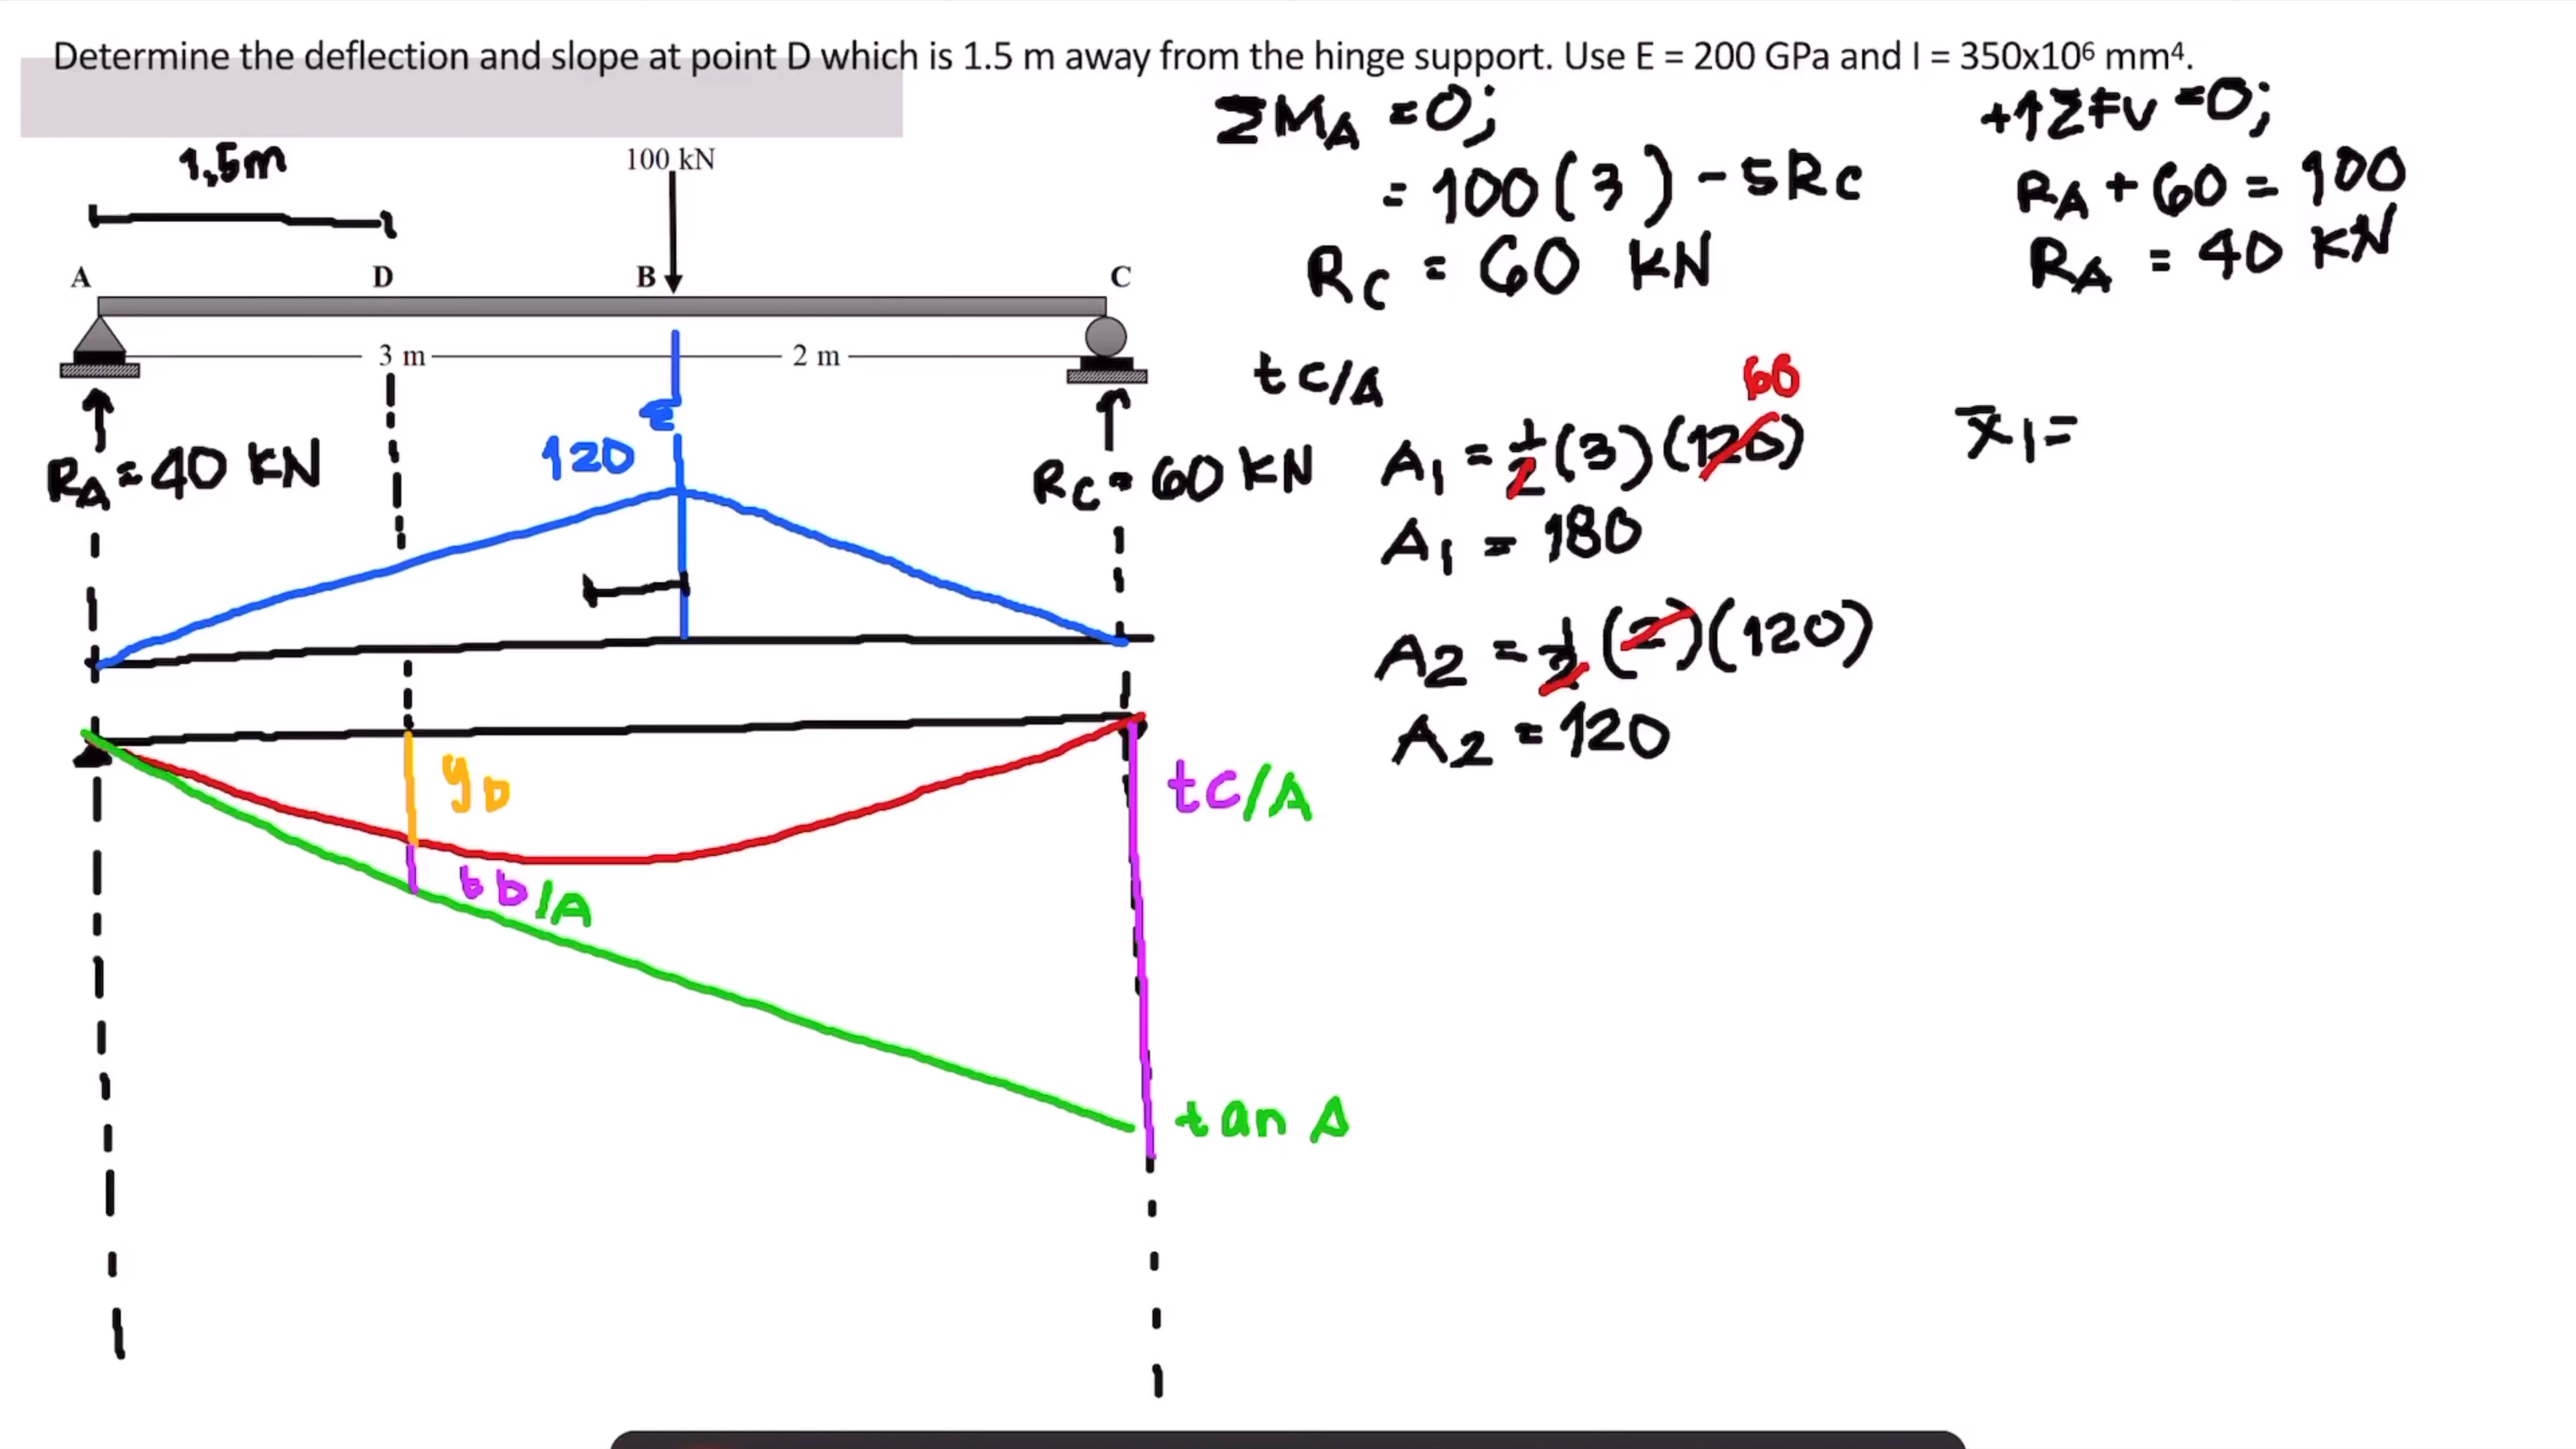 Determine the deflection and slope at point D which is 1.5 m away from the hinge support. Use E = 200 GPa and I = 350x10⁶ mm⁴.
1.5m
100 kN
A D B C
3 m 2 m
RA = 40 KN
120
RC = 60 KN
yD
tD/A
tC/A
tan A
ΣMA = 0;
= 100(3) - 5RC
RC = 60 KN
+↑ΣFV = 0;
RA + 60 = 100
RA = 40 KN
tC/A
60
A1 = 1/2 (3)(120)
A1 = 180
A2 = 1/2 (2)(120)
A2 = 120
x̄1 =